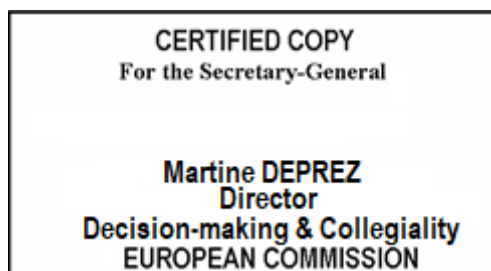 CERTIFIED COPY
For the Secretary-General
Martine DEPREZ
Director
Decision-making & Collegiality
EUROPEAN COMMISSION